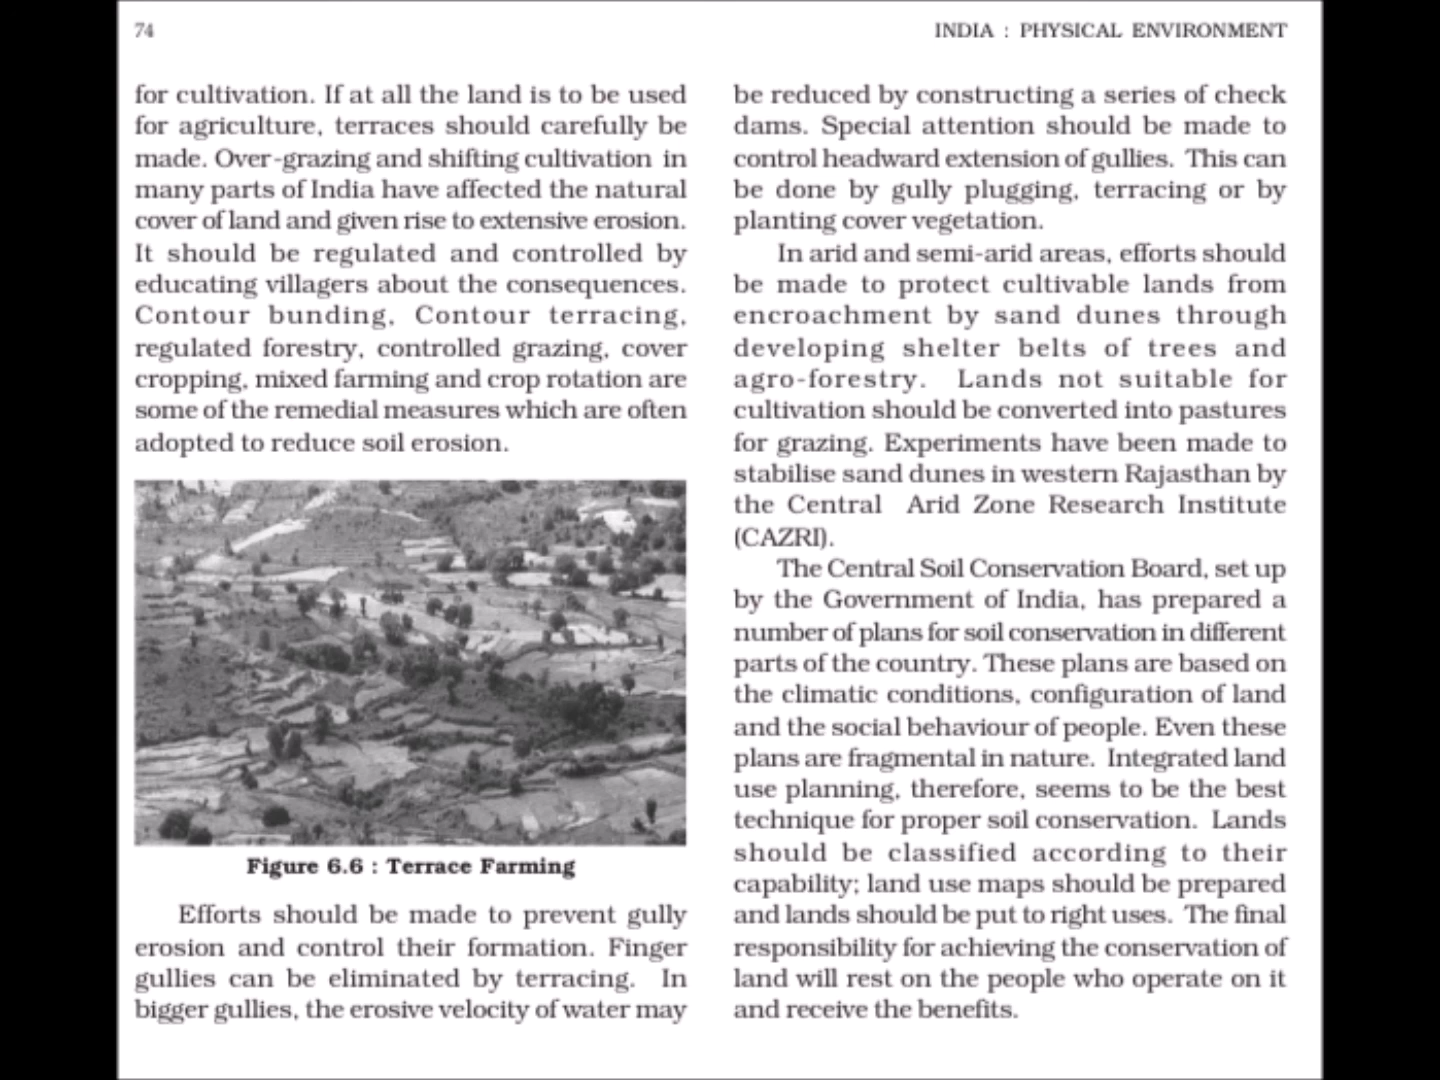 74
INDIA : PHYSICAL ENVIRONMENT
for cultivation. If at all the land is to be used
for agriculture, terraces should carefully be
made. Over-grazing and shifting cultivation in
many parts of India have affected the natural
cover of land and given rise to extensive erosion.
It should be regulated and controlled by
educating villagers about the consequences.
Contour bunding, Contour terracing,
regulated forestry, controlled grazing, cover
cropping, mixed farming and crop rotation are
some of the remedial measures which are often
adopted to reduce soil erosion.
Figure 6.6 : Terrace Farming
Efforts should be made to prevent gully
erosion and control their formation. Finger
gullies can be eliminated by terracing. In
bigger gullies, the erosive velocity of water may
be reduced by constructing a series of check
dams. Special attention should be made to
control headward extension of gullies. This can
be done by gully plugging, terracing or by
planting cover vegetation.
In arid and semi-arid areas, efforts should
be made to protect cultivable lands from
encroachment by sand dunes through
developing shelter belts of trees and
agro-forestry. Lands not suitable for
cultivation should be converted into pastures
for grazing. Experiments have been made to
stabilise sand dunes in western Rajasthan by
the Central Arid Zone Research Institute
(CAZRI).
The Central Soil Conservation Board, set up
by the Government of India, has prepared a
number of plans for soil conservation in different
parts of the country. These plans are based on
the climatic conditions, configuration of land
and the social behaviour of people. Even these
plans are fragmental in nature. Integrated land
use planning, therefore, seems to be the best
technique for proper soil conservation. Lands
should be classified according to their
capability; land use maps should be prepared
and lands should be put to right uses. The final
responsibility for achieving the conservation of
land will rest on the people who operate on it
and receive the benefits.